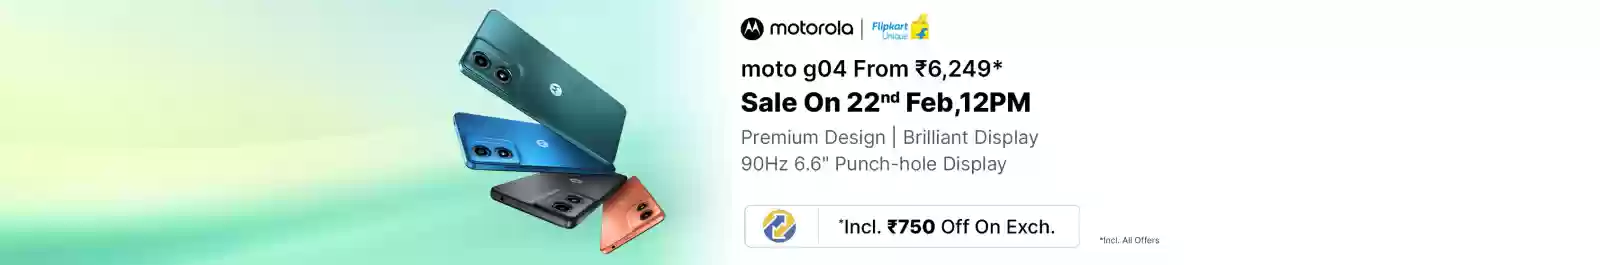 motorola | Flipkart
Unique
moto g04 From ₹6,249*
Sale On 22nd Feb,12PM
Premium Design | Brilliant Display
90Hz 6.6" Punch-hole Display
*Incl. ₹750 Off On Exch.
*Incl. All Offers